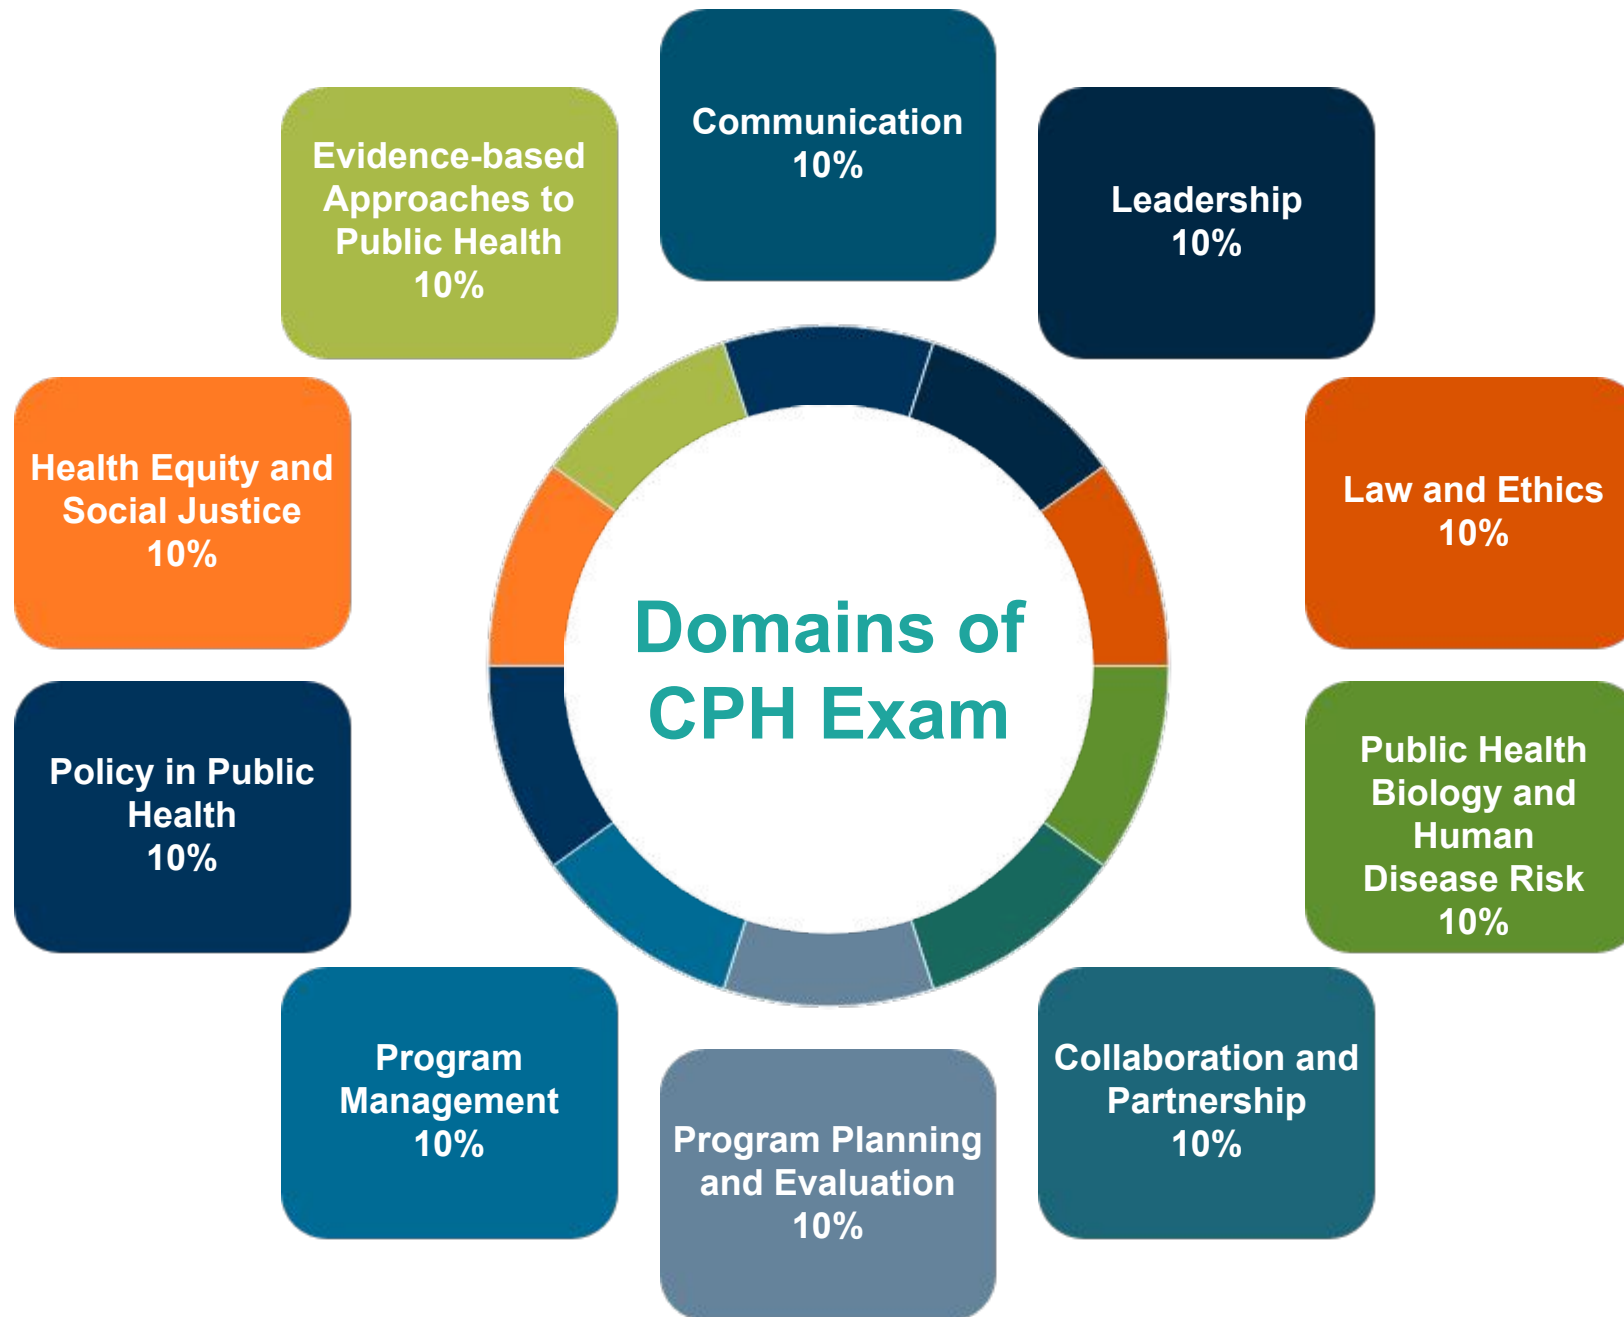 Communication
10%
Leadership
10%
Law and Ethics
10%
Public Health
Biology and
Human
Disease Risk
10%
Collaboration and
Partnership
10%
Program Planning
and Evaluation
10%
Program
Management
10%
Policy in Public
Health
10%
Health Equity and
Social Justice
10%
Evidence-based
Approaches to
Public Health
10%
Domains of
CPH Exam